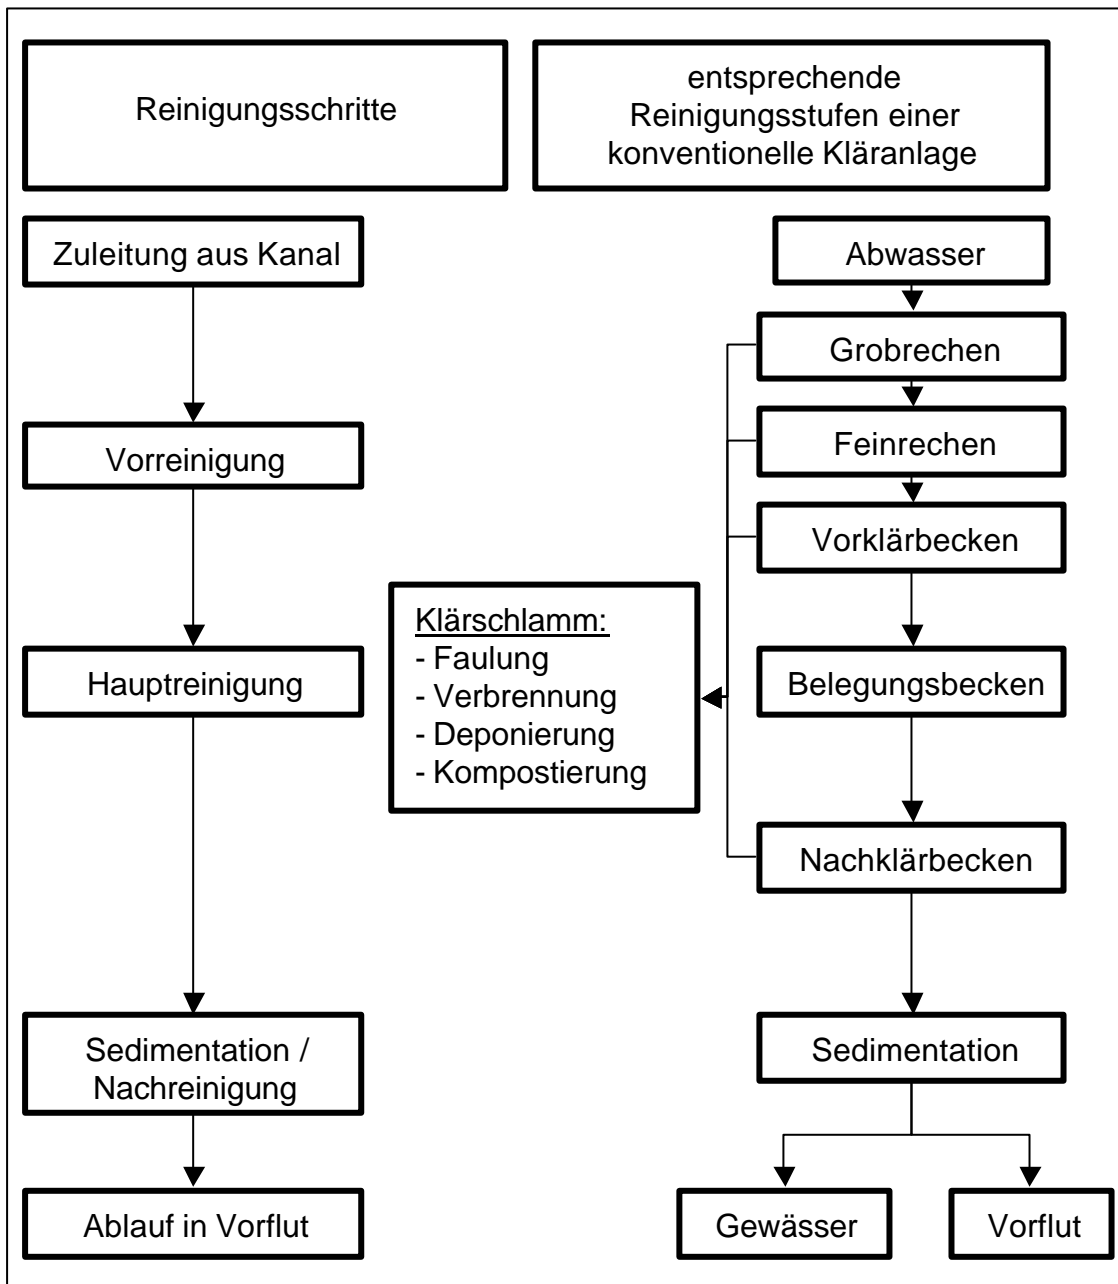 Reinigungsschritte
entsprechende
Reinigungsstufen einer
konventionelle Kläranlage
Zuleitung aus Kanal
Abwasser
Grobrechen
Vorreinigung
Feinrechen
Vorklärbecken
Klärschlamm:
- Faulung
- Verbrennung
- Deponierung
- Kompostierung
Hauptreinigung
Belegungsbecken
Nachklärbecken
Sedimentation /
Nachreinigung
Sedimentation
Ablauf in Vorflut
Gewässer
Vorflut